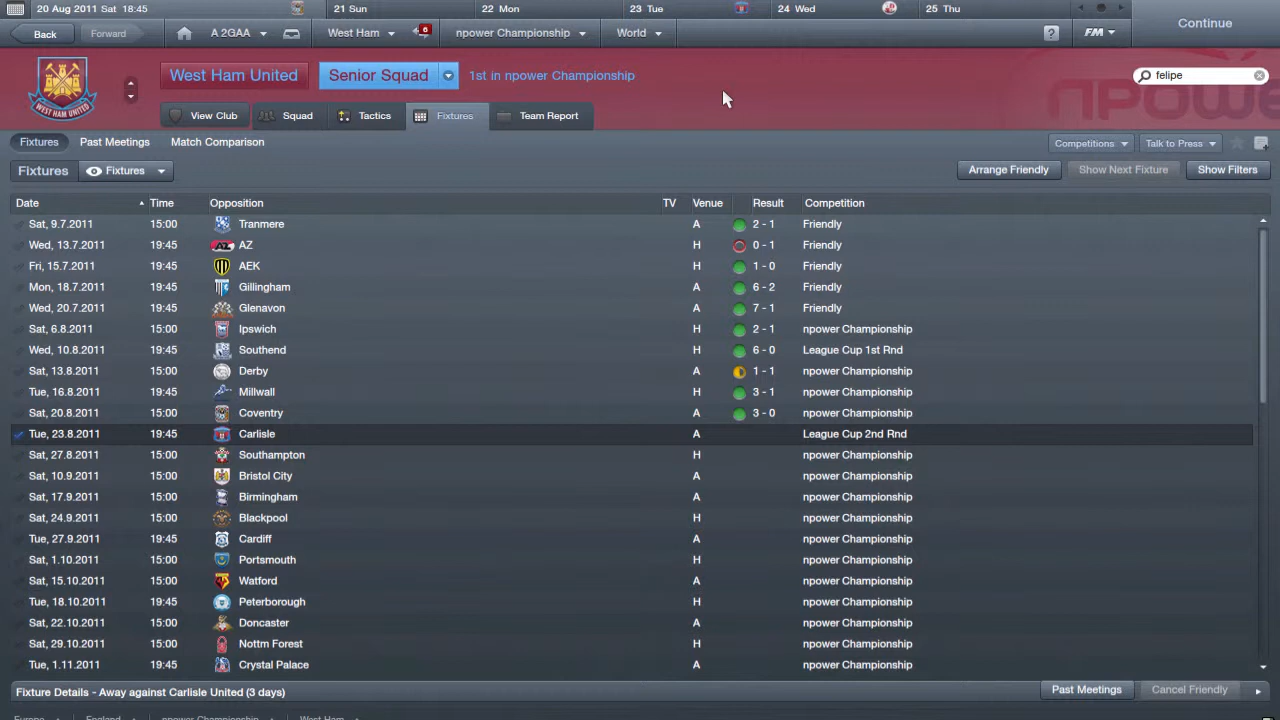 20 Aug 2011 Sat 18:45 21 Sun 22 Mon 23 Tue 24 Wed 25 Thu
Back Forward A 2GAA West Ham 6 npower Championship World ? FM Continue
West Ham United Senior Squad 1st in npower Championship felipe
WEST HAM UNITED NPOWE
View Club Squad Tactics Fixtures Team Report
Fixtures Past Meetings Match Comparison Competitions Talk to Press
Fixtures Fixtures Arrange Friendly Show Next Fixture Show Filters
Date Time Opposition TV Venue Result Competition
Sat, 9.7.2011 15:00 Tranmere A 2 - 1 Friendly
Wed, 13.7.2011 19:45 AZ H 0 - 1 Friendly
Fri, 15.7.2011 19:45 AEK H 1 - 0 Friendly
Mon, 18.7.2011 19:45 Gillingham A 6 - 2 Friendly
Wed, 20.7.2011 19:45 Glenavon A 7 - 1 Friendly
Sat, 6.8.2011 15:00 Ipswich H 2 - 1 npower Championship
Wed, 10.8.2011 19:45 Southend H 6 - 0 League Cup 1st Rnd
Sat, 13.8.2011 15:00 Derby A 1 - 1 npower Championship
Tue, 16.8.2011 19:45 Millwall H 3 - 1 npower Championship
Sat, 20.8.2011 15:00 Coventry A 3 - 0 npower Championship
Tue, 23.8.2011 19:45 Carlisle A League Cup 2nd Rnd
Sat, 27.8.2011 15:00 Southampton H npower Championship
Sat, 10.9.2011 15:00 Bristol City A npower Championship
Sat, 17.9.2011 15:00 Birmingham A npower Championship
Sat, 24.9.2011 15:00 Blackpool H npower Championship
Tue, 27.9.2011 19:45 Cardiff A npower Championship
Sat, 1.10.2011 15:00 Portsmouth H npower Championship
Sat, 15.10.2011 15:00 Watford A npower Championship
Tue, 18.10.2011 19:45 Peterborough H npower Championship
Sat, 22.10.2011 15:00 Doncaster A npower Championship
Sat, 29.10.2011 15:00 Nottm Forest H npower Championship
Tue, 1.11.2011 19:45 Crystal Palace A npower Championship
Fixture Details - Away against Carlisle United (3 days) Past Meetings Cancel Friendly
Europe England npower Championship West Ham